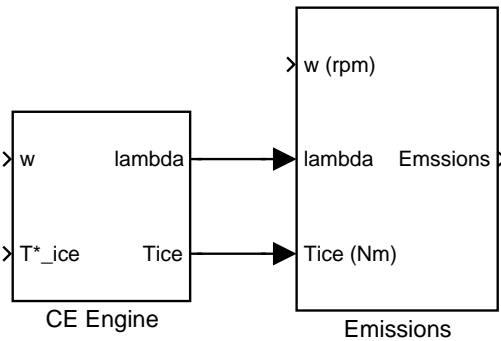 w (rpm)
w
lambda
lambda
Emssions
T*_ice
Tice
Tice (Nm)
CE Engine
Emissions